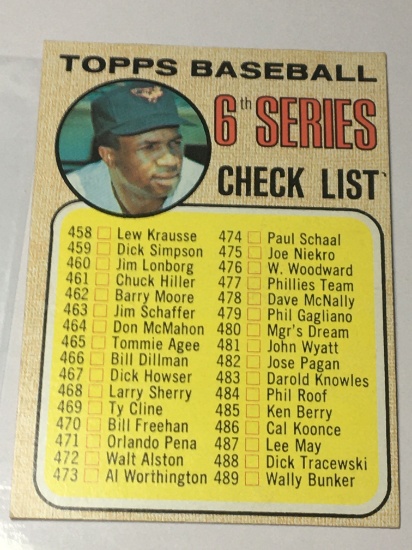 TOPPS BASEBALL
6th SERIES
CHECK LIST
458 Lew Krausse
459 Dick Simpson
460 Jim Lonborg
461 Chuck Hiller
462 Barry Moore
463 Jim Schaffer
464 Don McMahon
465 Tommie Agee
466 Bill Dillman
467 Dick Howser
468 Larry Sherry
469 Ty Cline
470 Bill Freehan
471 Orlando Pena
472 Walt Alston
473 Al Worthington
474 Paul Schaal
475 Joe Niekro
476 W. Woodward
477 Phillies Team
478 Dave McNally
479 Phil Gagliano
480 Mgr's Dream
481 John Wyatt
482 Jose Pagan
483 Darold Knowles
484 Phil Roof
485 Ken Berry
486 Cal Koonce
487 Lee May
488 Dick Tracewski
489 Wally Bunker